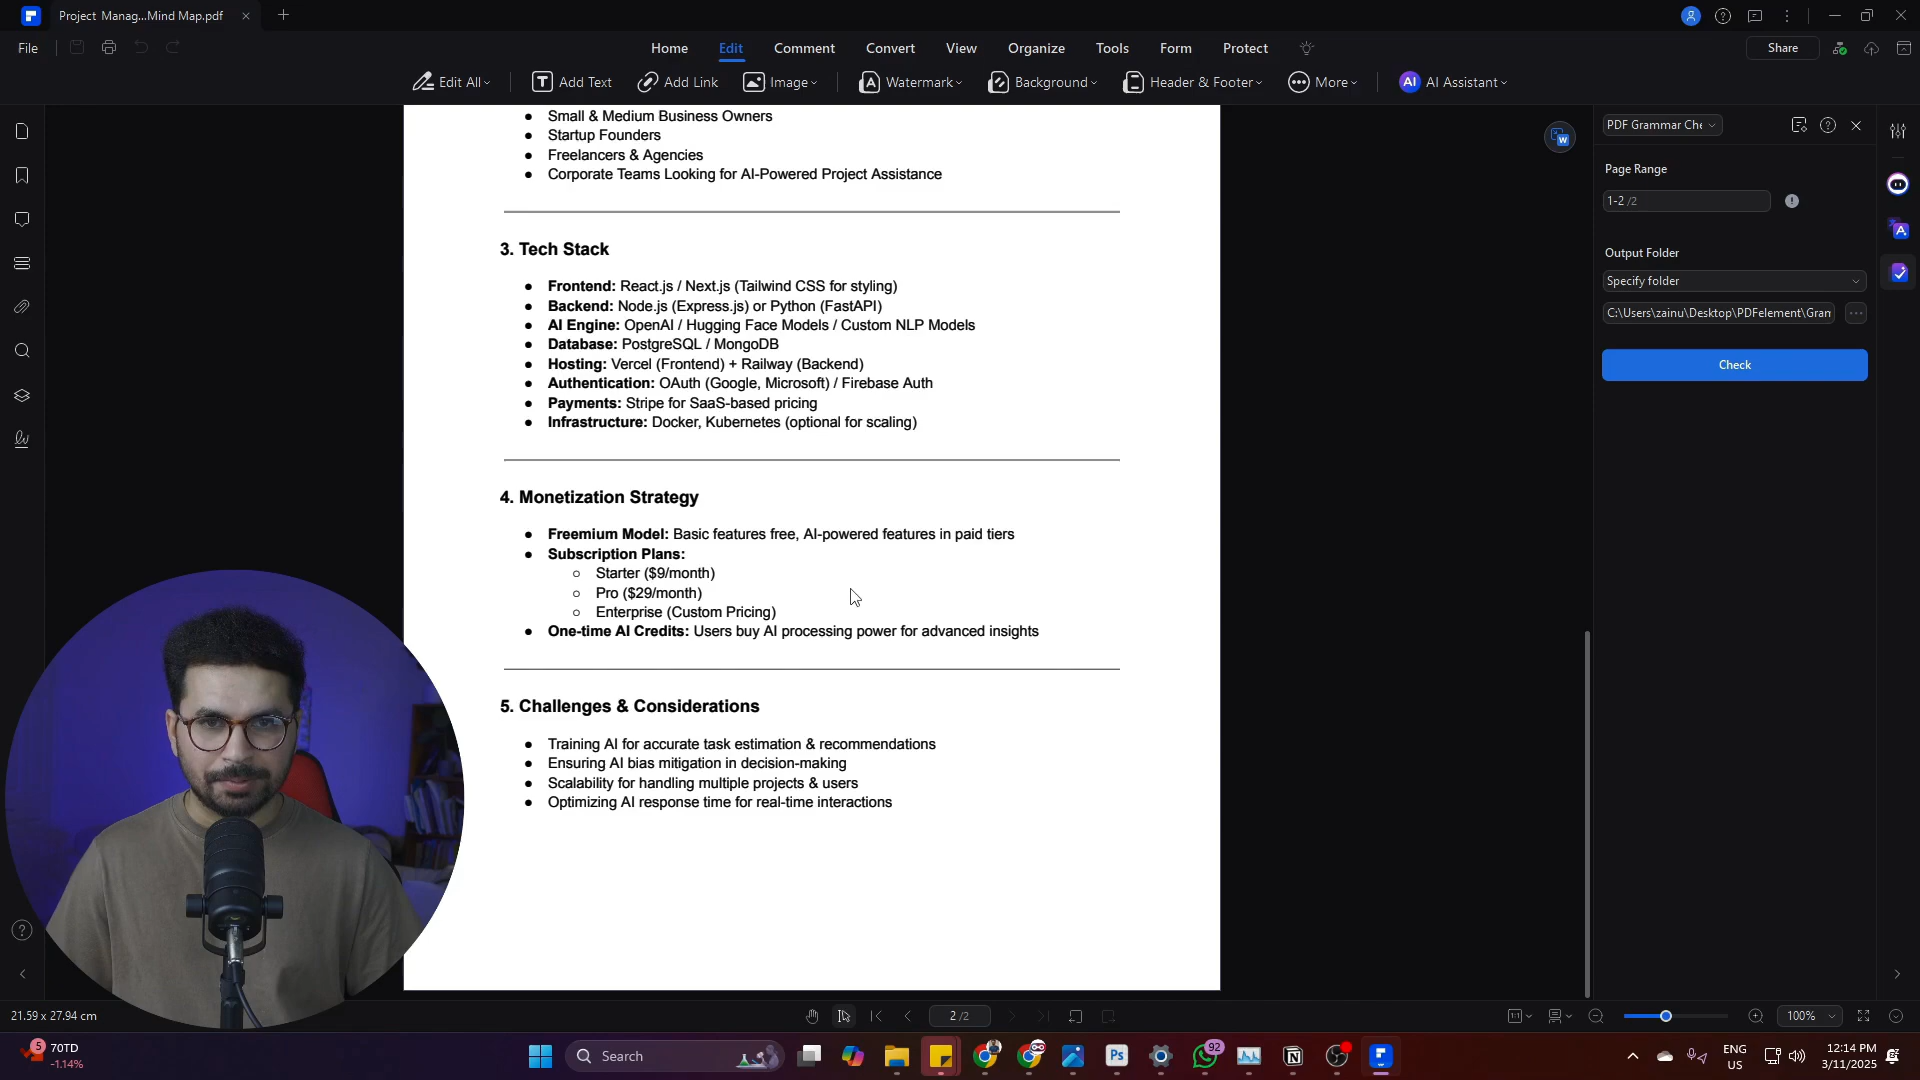 Project Manag...Mind Map.pdf
File
Home Edit Comment Convert View Organize Tools Form Protect
Share
Edit All Add Text Add Link Image Watermark Background Header & Footer More AI AI Assistant
● Small & Medium Business Owners
● Startup Founders
● Freelancers & Agencies
● Corporate Teams Looking for AI-Powered Project Assistance
3. Tech Stack
● Frontend: React.js / Next.js (Tailwind CSS for styling)
● Backend: Node.js (Express.js) or Python (FastAPI)
● AI Engine: OpenAI / Hugging Face Models / Custom NLP Models
● Database: PostgreSQL / MongoDB
● Hosting: Vercel (Frontend) + Railway (Backend)
● Authentication: OAuth (Google, Microsoft) / Firebase Auth
● Payments: Stripe for SaaS-based pricing
● Infrastructure: Docker, Kubernetes (optional for scaling)
4. Monetization Strategy
● Freemium Model: Basic features free, AI-powered features in paid tiers
● Subscription Plans:
○ Starter ($9/month)
○ Pro ($29/month)
○ Enterprise (Custom Pricing)
● One-time AI Credits: Users buy AI processing power for advanced insights
5. Challenges & Considerations
● Training AI for accurate task estimation & recommendations
● Ensuring AI bias mitigation in decision-making
● Scalability for handling multiple projects & users
● Optimizing AI response time for real-time interactions
PDF Grammar Che
Page Range
1-2 /2
Output Folder
Specify folder
C:\Users\zainu\Desktop\PDFelement\Gram
Check
W
A
21.59 x 27.94 cm
2 /2
100%
5
70TD
-1.14%
Search
Ps
92
ENG
US
12:14 PM
3/11/2025